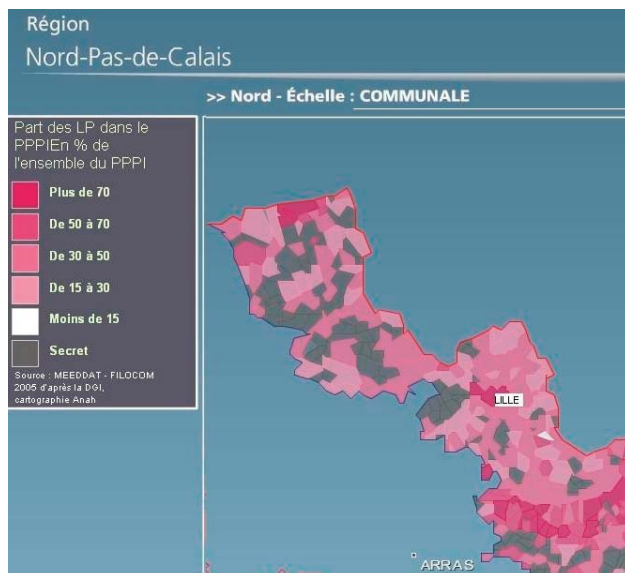 Région
Nord-Pas-de-Calais
>> Nord - Échelle : COMMUNALE
Part des LP dans le
PPPIEn % de
l'ensemble du PPPI
Plus de 70
De 50 à 70
De 30 à 50
De 15 à 30
Moins de 15
Secret
Source : MEEDDAT - FILOCOM
2005 d'après la DGI,
cartographie Anah
LILLE
ARRAS